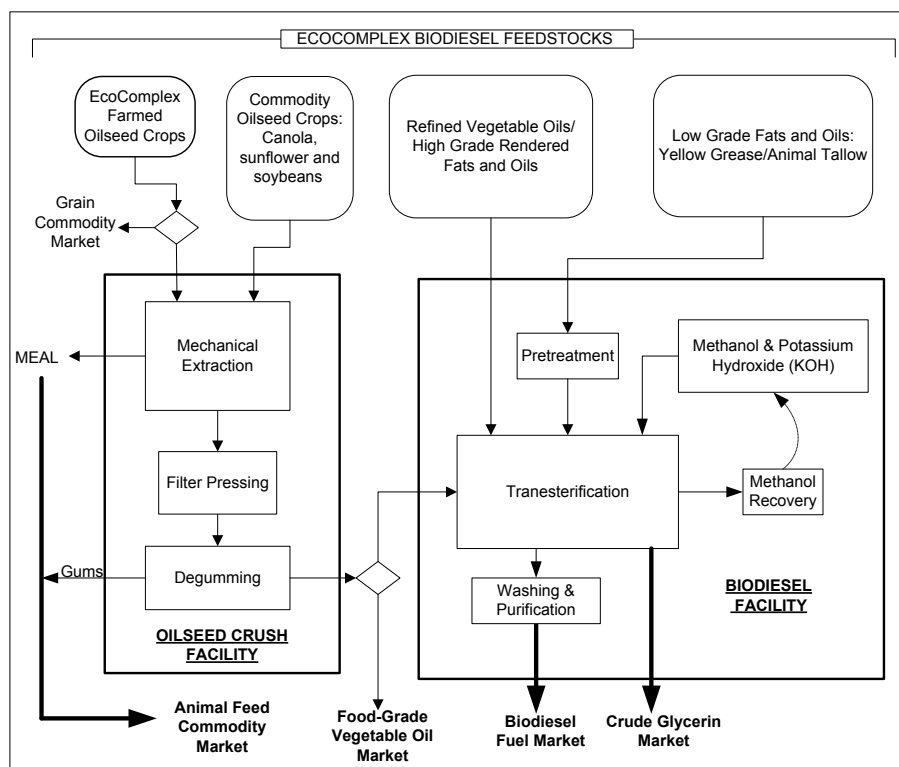 ECOCOMPLEX BIODIESEL FEEDSTOCKS
EcoComplex
Farmed
Oilseed Crops
Commodity
Oilseed Crops:
Canola,
sunflower and
soybeans
Refined Vegetable Oils/
High Grade Rendered
Fats and Oils
Low Grade Fats and Oils:
Yellow Grease/Animal Tallow
Grain
Commodity
Market
MEAL
Mechanical
Extraction
Filter Pressing
Gums
Degumming
OILSEED CRUSH
FACILITY
Pretreatment
Methanol & Potassium
Hydroxide (KOH)
Tranesterification
Methanol
Recovery
Washing &
Purification
BIODIESEL
FACILITY
Animal Feed
Commodity
Market
Food-Grade
Vegetable Oil
Market
Biodiesel
Fuel Market
Crude Glycerin
Market